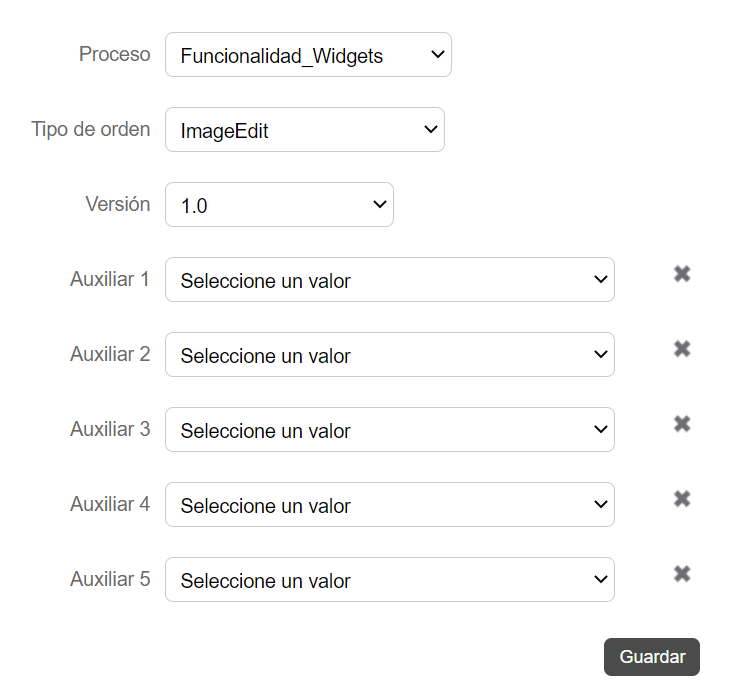 Proceso Funcionalidad_Widgets
Tipo de orden ImageEdit
Versión 1.0
Auxiliar 1 Seleccione un valor
Auxiliar 2 Seleccione un valor
Auxiliar 3 Seleccione un valor
Auxiliar 4 Seleccione un valor
Auxiliar 5 Seleccione un valor
Guardar